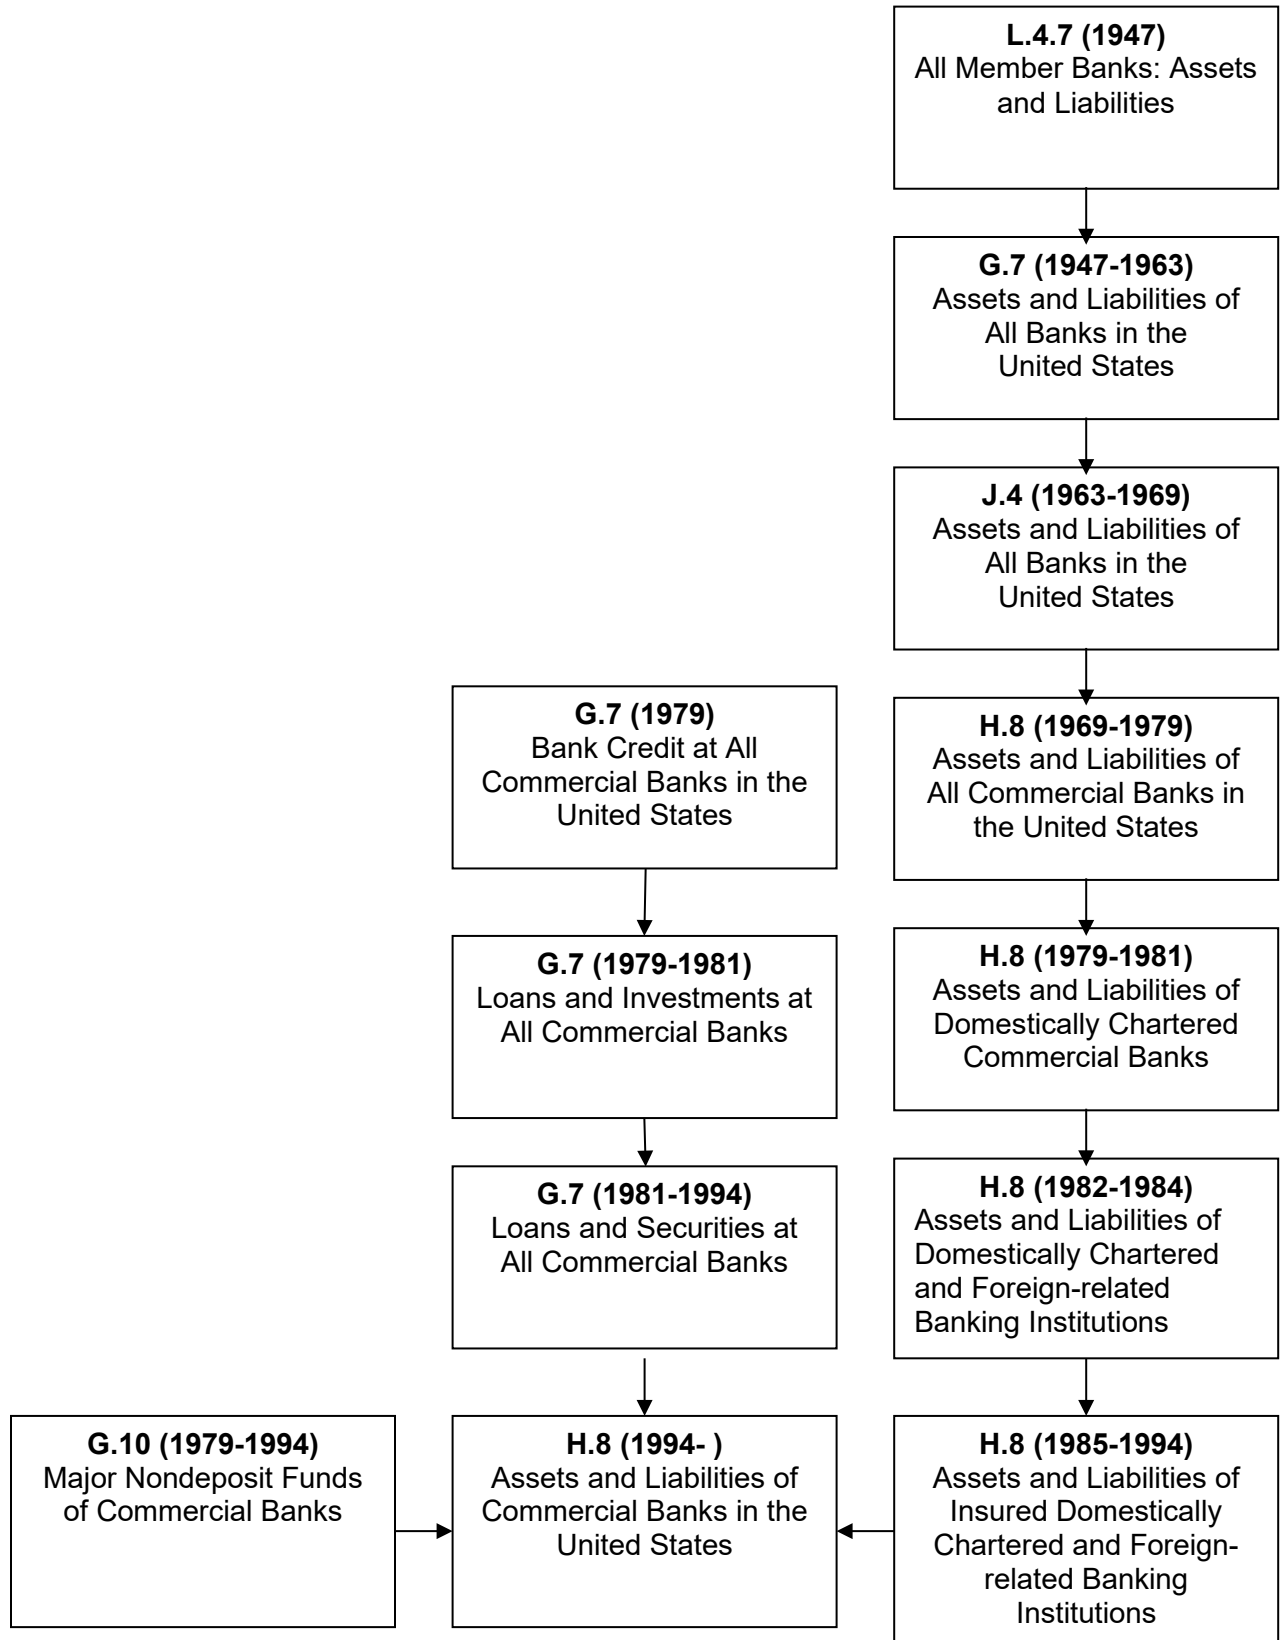 L.4.7 (1947)
All Member Banks: Assets
and Liabilities
G.7 (1947-1963)
Assets and Liabilities of
All Banks in the
United States
J.4 (1963-1969)
Assets and Liabilities of
All Banks in the
United States
H.8 (1969-1979)
Assets and Liabilities of
All Commercial Banks in
the United States
G.7 (1979)
Bank Credit at All
Commercial Banks in the
United States
H.8 (1979-1981)
Assets and Liabilities of
Domestically Chartered
Commercial Banks
G.7 (1979-1981)
Loans and Investments at
All Commercial Banks
H.8 (1982-1984)
Assets and Liabilities of
Domestically Chartered
and Foreign-related
Banking Institutions
G.7 (1981-1994)
Loans and Securities at
All Commercial Banks
G.10 (1979-1994)
Major Nondeposit Funds
of Commercial Banks
H.8 (1994- )
Assets and Liabilities of
Commercial Banks in the
United States
H.8 (1985-1994)
Assets and Liabilities of
Insured Domestically
Chartered and Foreign-
related Banking
Institutions